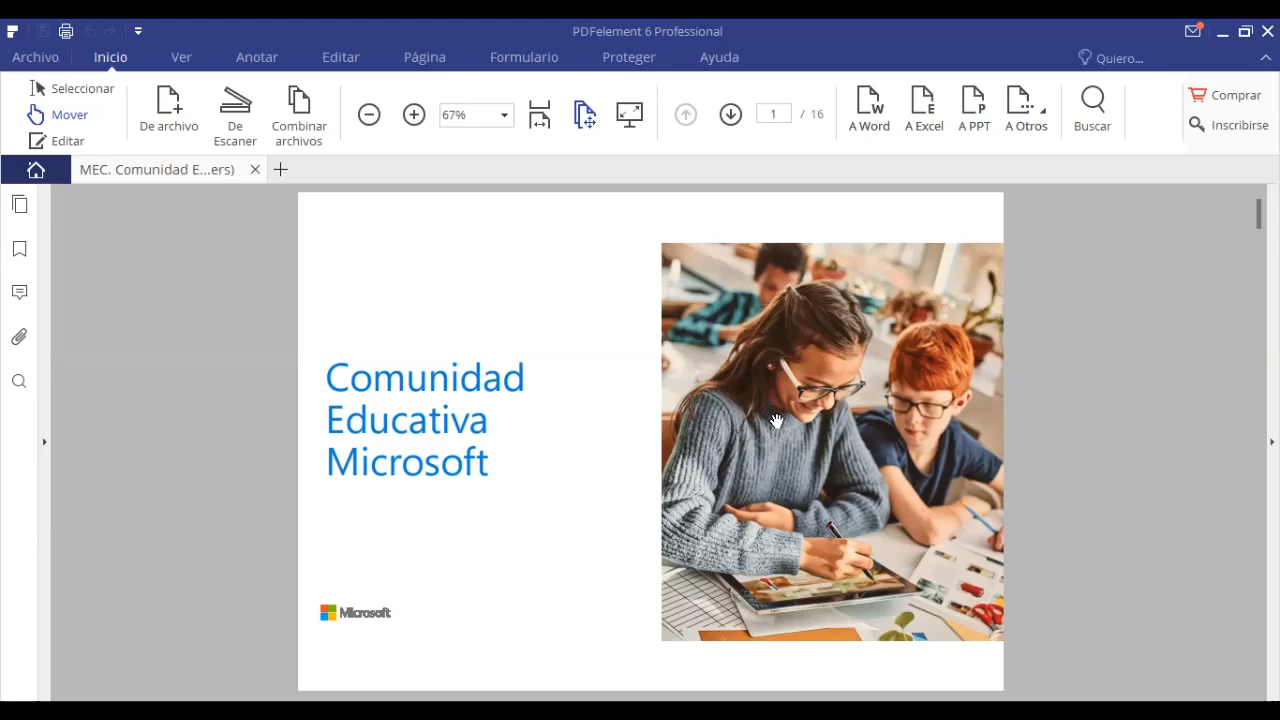 PDFelement 6 Professional
Archivo Inicio Ver Anotar Editar Página Formulario Proteger Ayuda Quiero...
Seleccionar
Mover
Editar
De archivo
De Escaner
Combinar archivos
67%
1 / 16
A Word
A Excel
A PPT
A Otros
Buscar
Comprar
Inscribirse
MEC. Comunidad E...ers)
Comunidad
Educativa
Microsoft
Microsoft